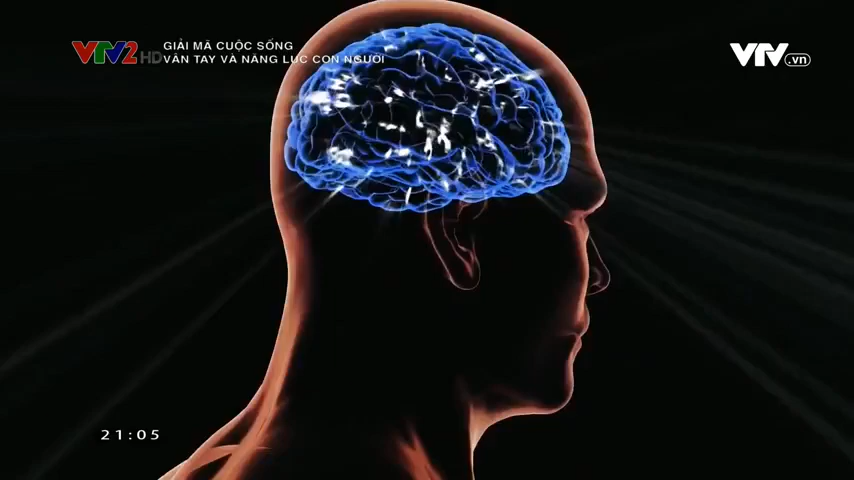 VTV2 HD
GIẢI MÃ CUỘC SỐNG
VÂN TAY VÀ NĂNG LỰC CON NGƯỜI
VTV.vn
21:05